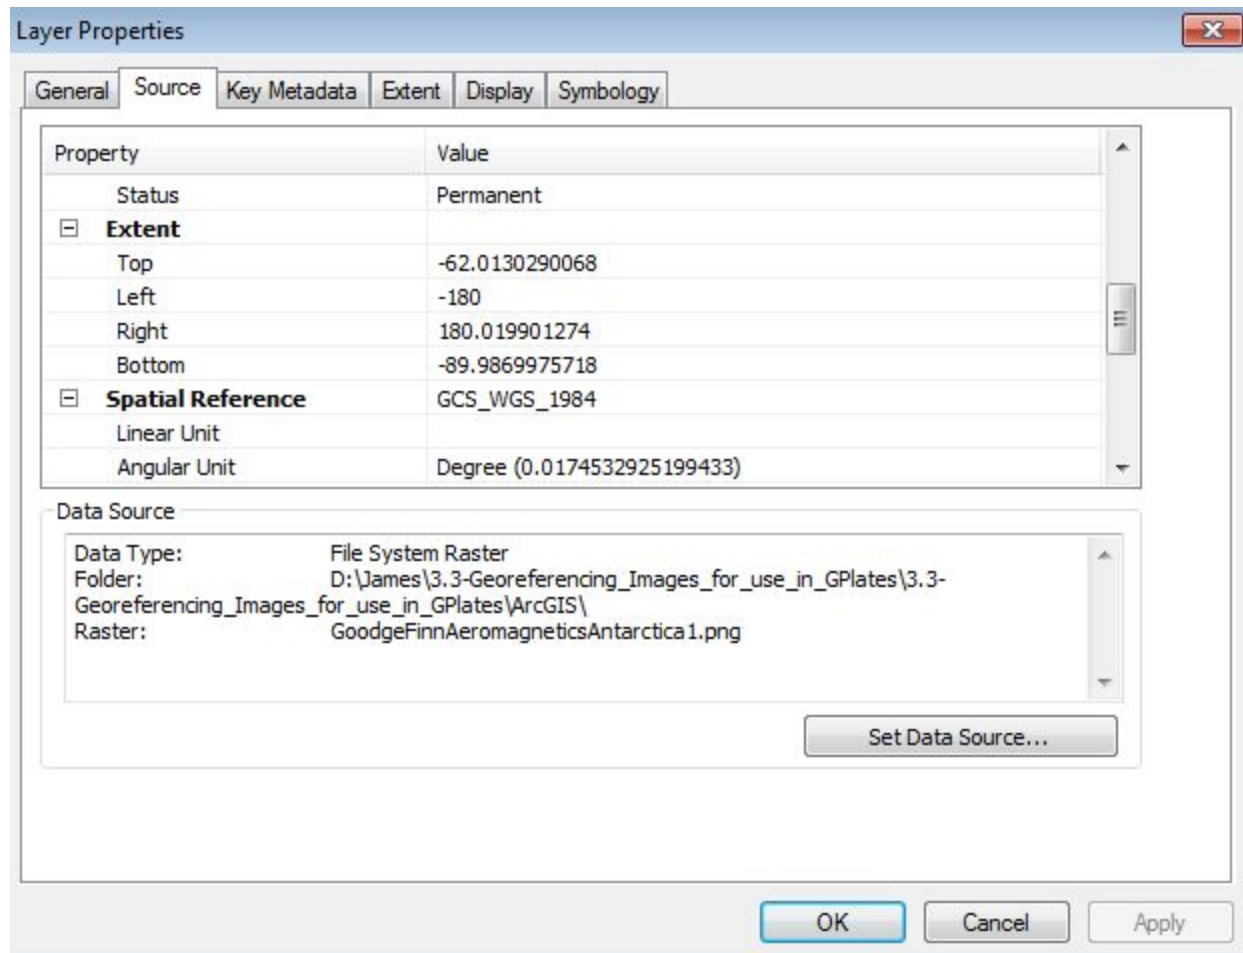 Layer Properties
General Source Key Metadata Extent Display Symbology
Property Value
Status Permanent
Extent
Top -62.0130290068
Left -180
Right 180.019901274
Bottom -89.9869975718
Spatial Reference GCS_WGS_1984
Linear Unit
Angular Unit Degree (0.0174532925199433)
Data Source
Data Type: File System Raster
Folder: D:\James\3.3-Georeferencing_Images_for_use_in_GPlates\3.3-
Georeferencing_Images_for_use_in_GPlates\ArcGIS\
Raster: GoodgeFinnAeromagneticsAntarctica1.png
Set Data Source...
OK Cancel Apply